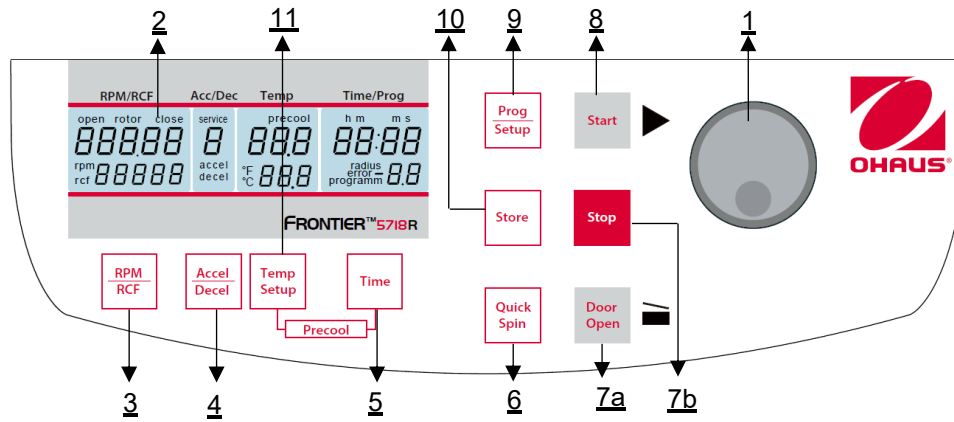 2 11 10 9 8 1
RPM/RCF Acc/Dec Temp Time/Prog
open rotor close service precool h m m s
888.88 8 88.8 88:88
rpm accel °F radius
rcf 88888 decel °C 88.8 error 8.8
programm
FRONTIER™5718R
Prog
Setup
Start
OHAUS®
Store
Stop
RPM
RCF
Accel
Decel
Temp
Setup
Time
Precool
Quick
Spin
Door
Open
3 4 5 6 7a 7b